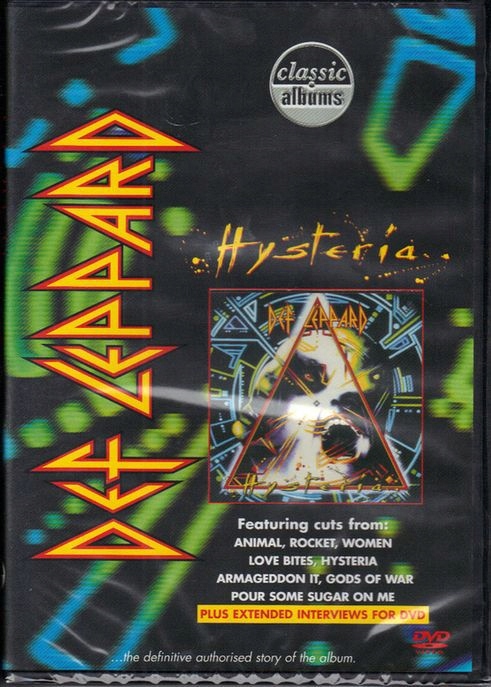 classic
albums
DEF LEPPARD
Hysteria
DEF LEPPARD
Hysteria
Featuring cuts from:
ANIMAL, ROCKET, WOMEN
LOVE BITES, HYSTERIA
ARMAGEDDON IT, GODS OF WAR
POUR SOME SUGAR ON ME
PLUS EXTENDED INTERVIEWS FOR DVD
DVD
...the definitive authorised story of the album.